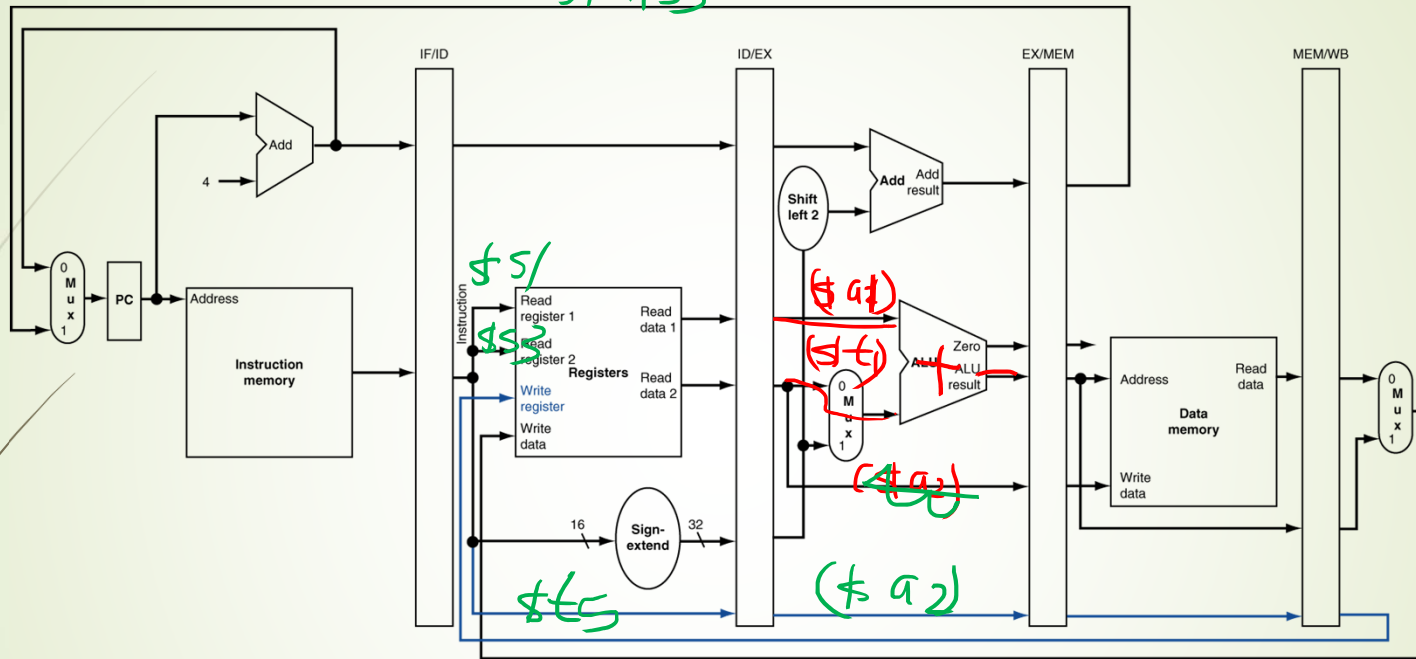 IF/ID
ID/EX
EX/MEM
MEM/WB
Add
4
Shift
left 2
Add
Add
result
0
M
u
x
1
PC
Address
Instruction
memory
Instruction
$s1
$s3
Read
register 1
Read
register 2
Registers
Write
register
Write
data
Read
data 1
Read
data 2
($a1)
($t1)
0
M
u
x
1
Zero
ALU
ALU
result
+
($a2)
Address
Data
memory
Read
data
Write
data
0
M
u
x
1
16
Sign-
extend
32
$t5
($a2)